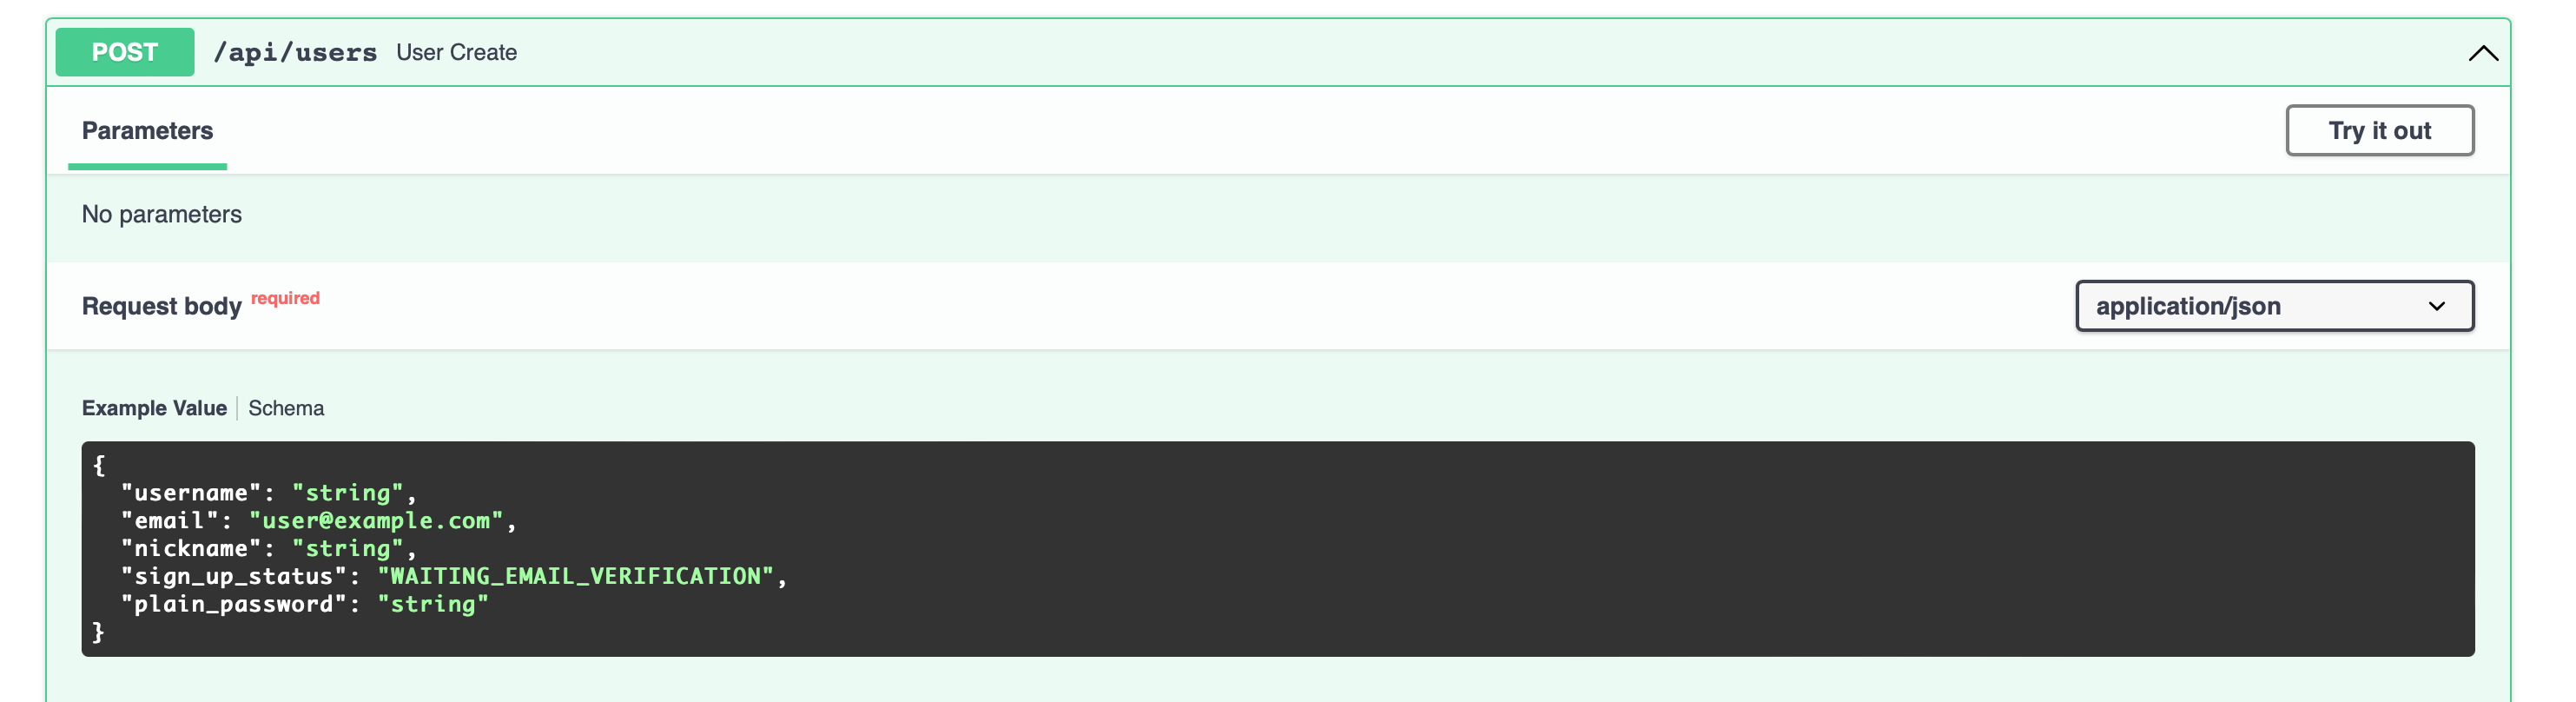 POST /api/users User Create
Parameters
Try it out
No parameters
Request body required
application/json
Example Value Schema
{
  "username": "string",
  "email": "user@example.com",
  "nickname": "string",
  "sign_up_status": "WAITING_EMAIL_VERIFICATION",
  "plain_password": "string"
}